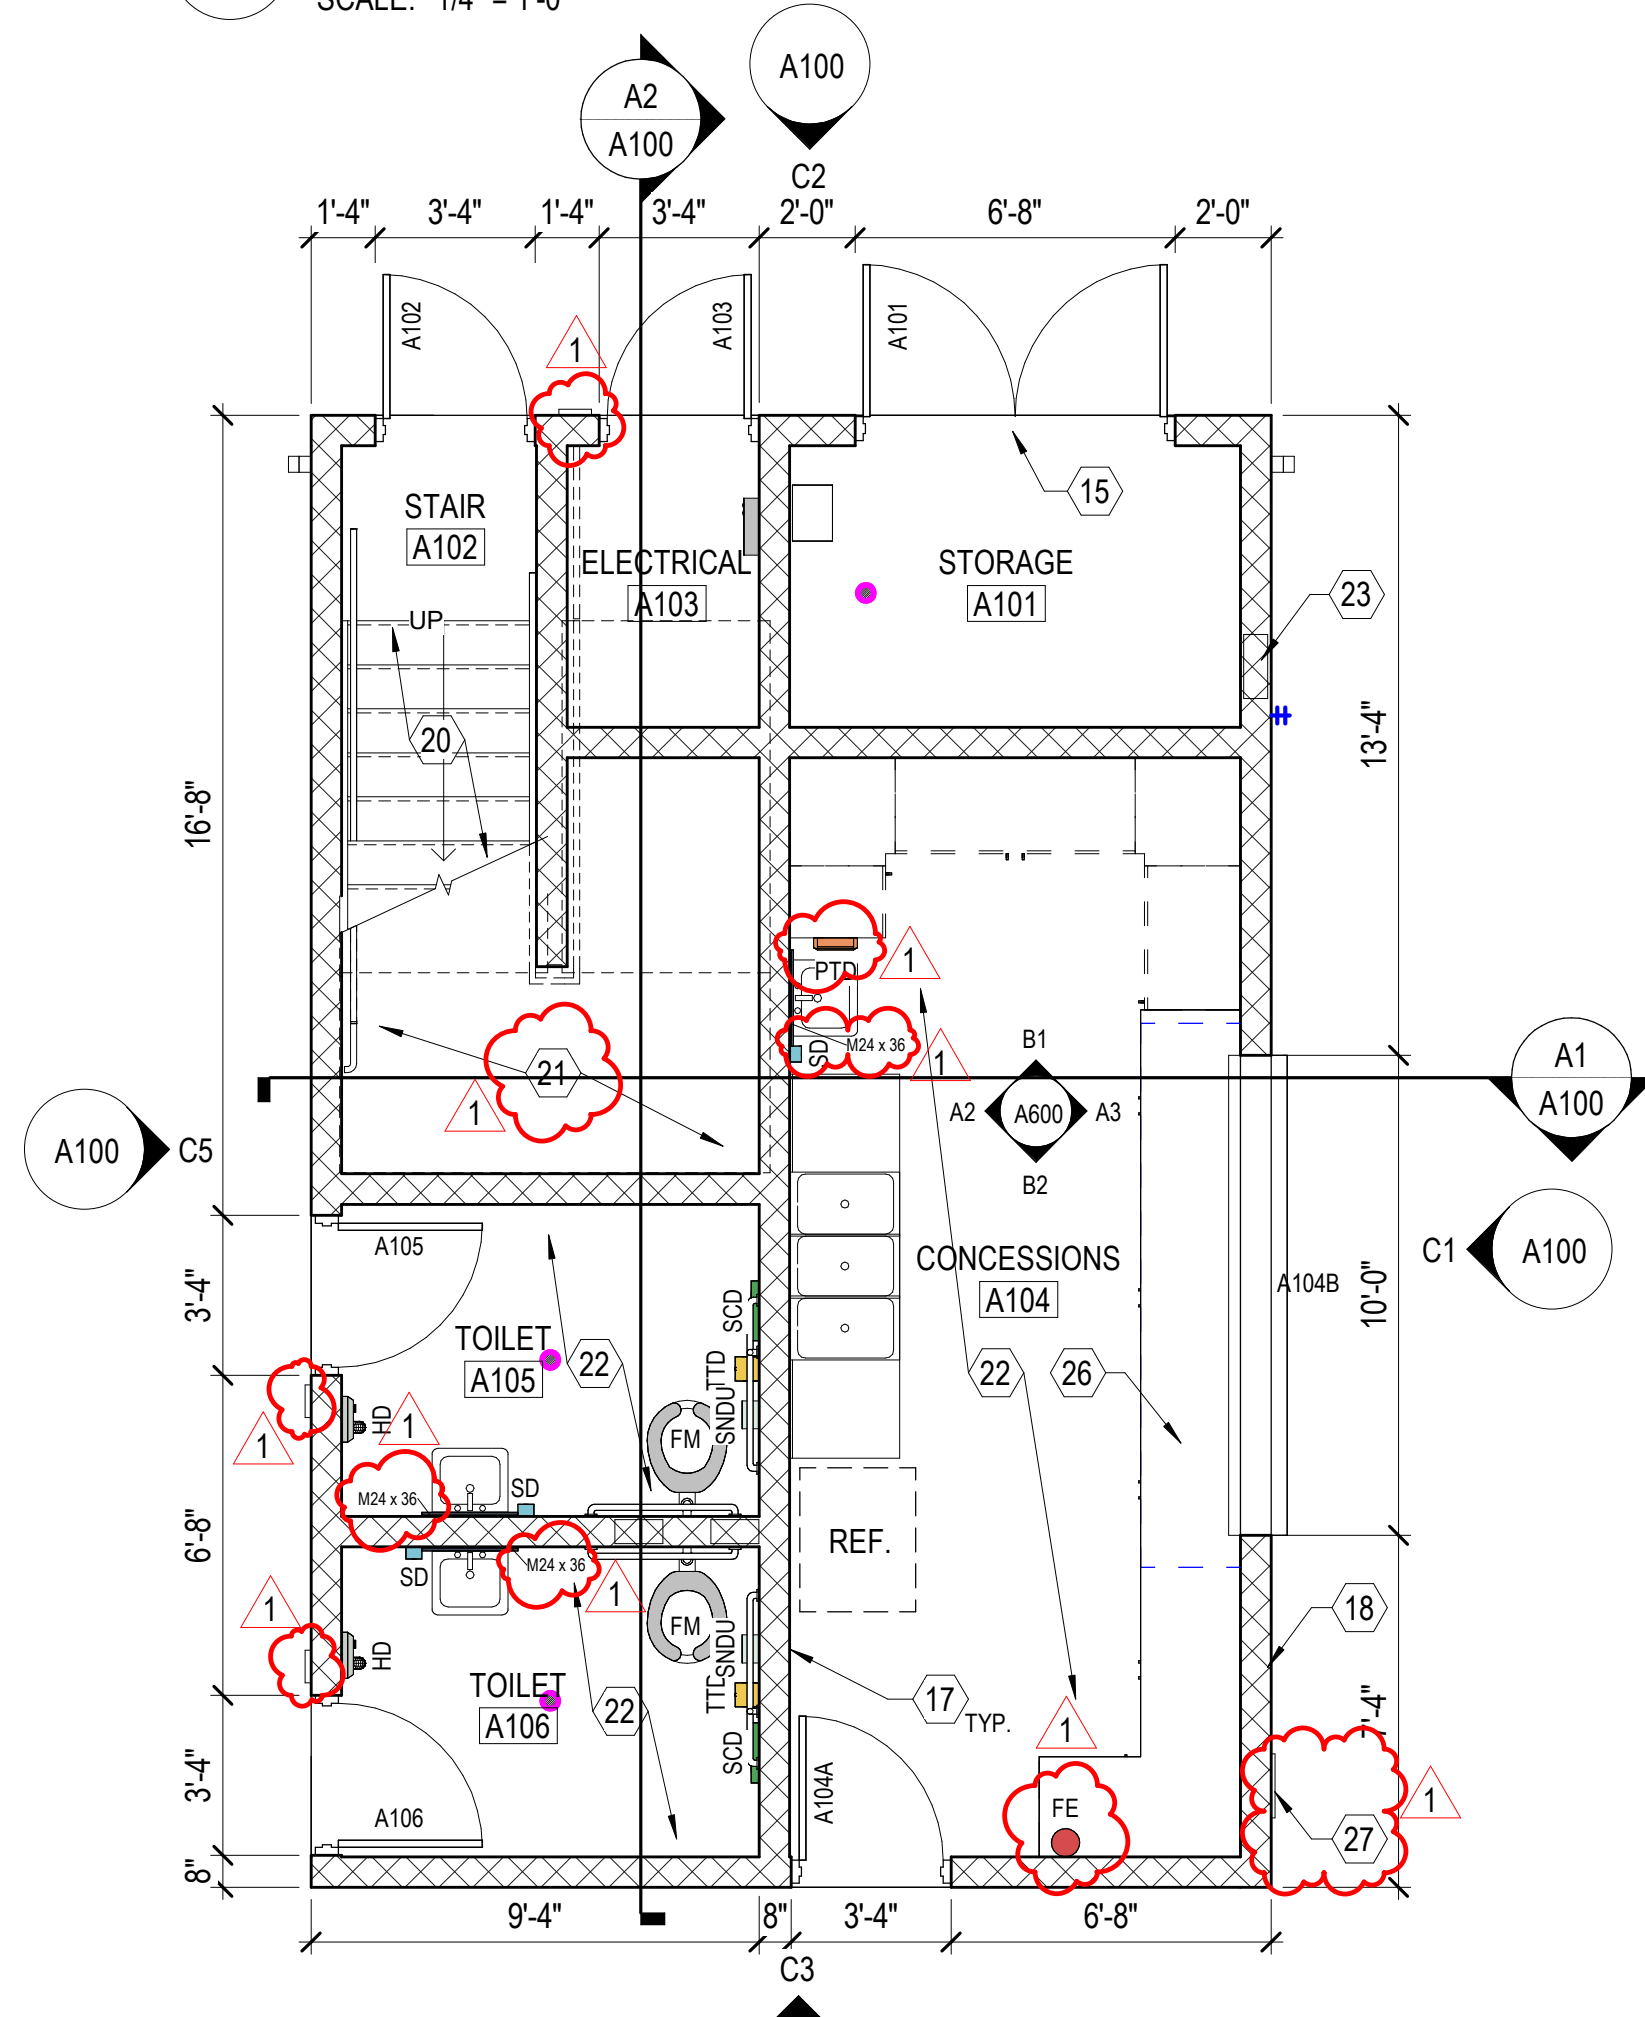 SCALE: 1/4" = 1'-0"
A2
A100
A100
C2
1'-4"
3'-4"
1'-4"
3'-4"
2'-0"
6'-8"
2'-0"
A102
A103
A101
1
15
STAIR
A102
ELECTRICAL
A103
STORAGE
A101
23
UP
20
16'-8"
13'-4"
PTD
1
M24 x 36
SD
1
21
1
B1
A2
A600
A3
B2
A1
A100
A100
C5
C1
A100
A105
CONCESSIONS
A104
A104B
10'-0"
3'-4"
SCD
TOILET
A105
22
TTD
SNDU
22
26
HD
1
1
FM
M24 x 36
SD
6'-8"
REF.
SD
M24 x 36
1
1
FM
SNDU
18
HD
TOILET
A106
22
TTD
17
TYP.
1
-4"
SCD
3'-4"
A106
A104A
FE
1
27
8"
9'-4"
8"
3'-4"
6'-8"
C3